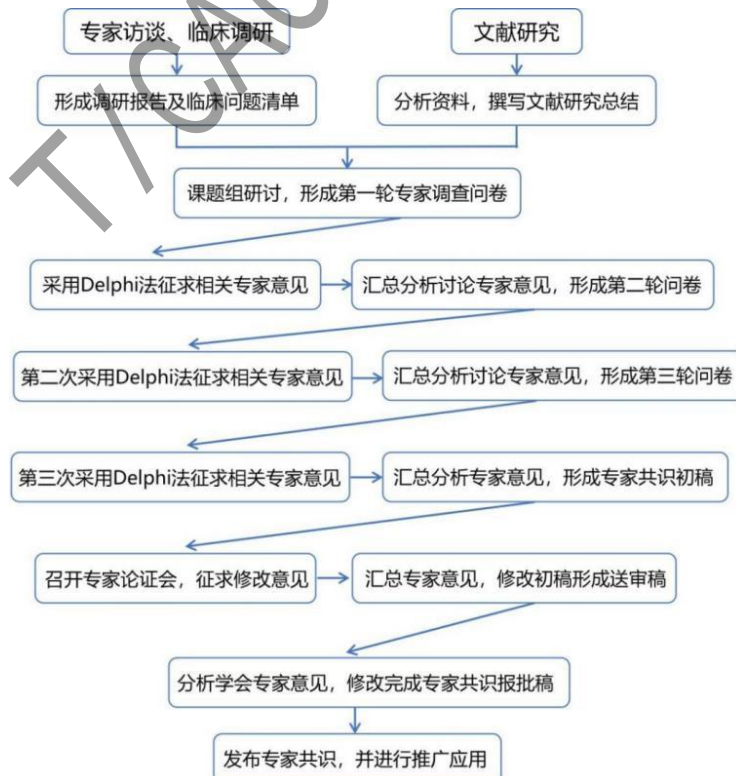 专家访谈、临床调研
文献研究
形成调研报告及临床问题清单
分析资料，撰写文献研究总结
课题组研讨，形成第一轮专家调查问卷
采用Delphi法征求相关专家意见
汇总分析讨论专家意见，形成第二轮问卷
第二次采用Delphi法征求相关专家意见
汇总分析讨论专家意见，形成第三轮问卷
第三次采用Delphi法征求相关专家意见
汇总分析专家意见，形成专家共识初稿
召开专家论证会，征求修改意见
汇总专家意见，修改初稿形成送审稿
分析学会专家意见，修改完成专家共识报批稿
发布专家共识，并进行推广应用
T/CAC